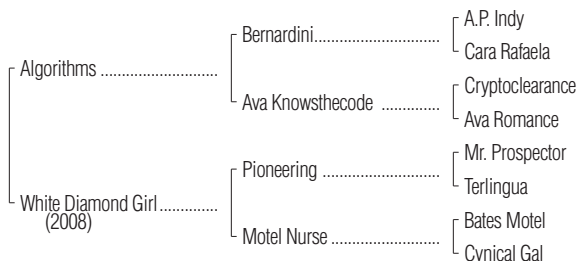 A.P. Indy
Bernardini
Cara Rafaela
Algorithms
Cryptoclearance
Ava Knowsthecode
Ava Romance
Mr. Prospector
Pioneering
Terlingua
White Diamond Girl
(2008)
Bates Motel
Motel Nurse
Cynical Gal